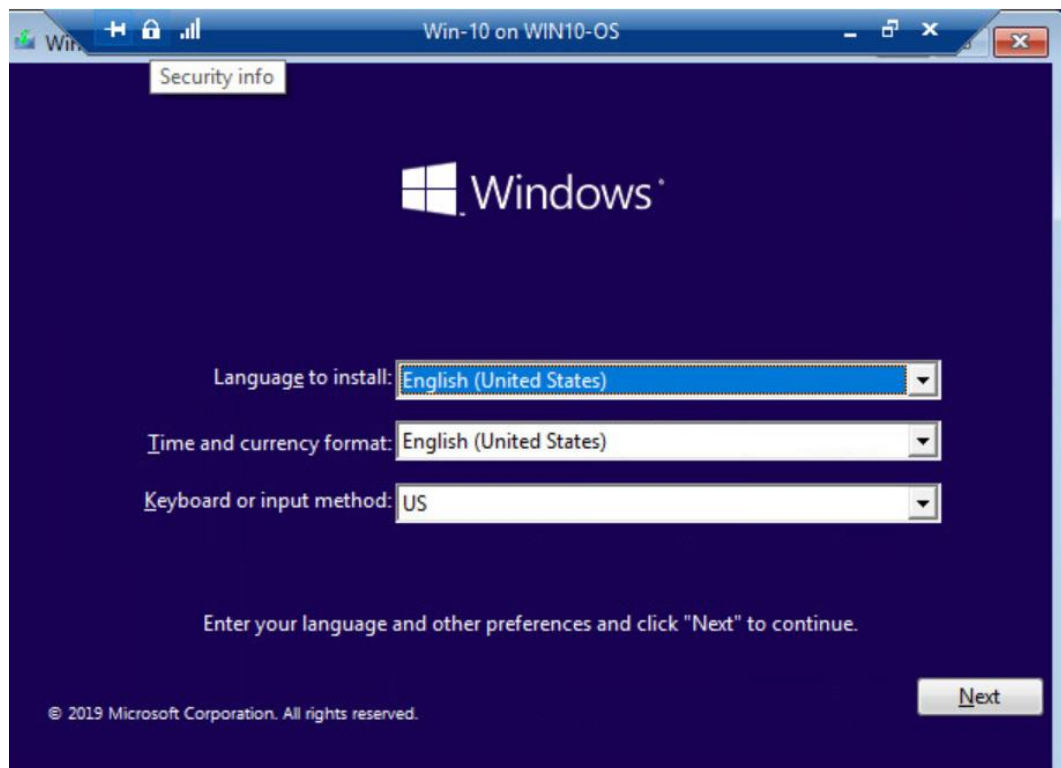 Win
Win-10 on WIN10-OS
Security info
Windows
Language to install: English (United States)
Time and currency format: English (United States)
Keyboard or input method: US
Enter your language and other preferences and click "Next" to continue.
Next
© 2019 Microsoft Corporation. All rights reserved.